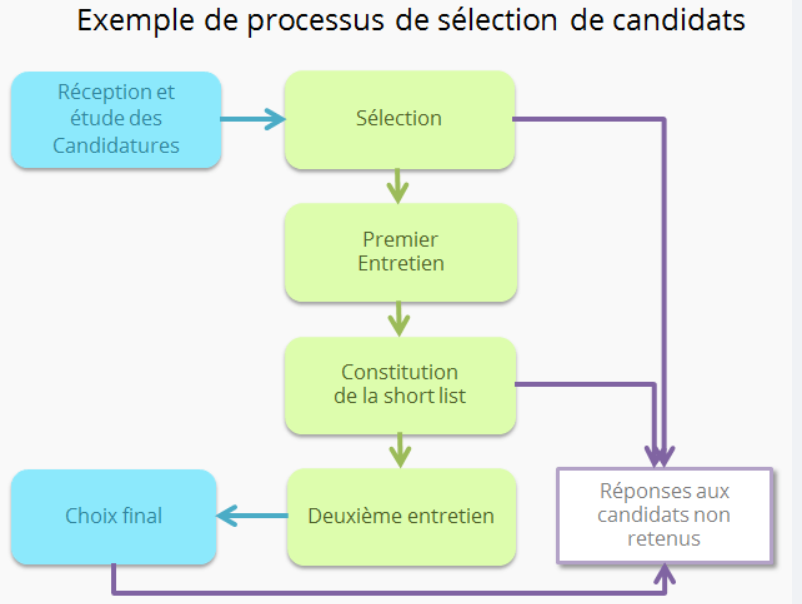 Exemple de processus de sélection de candidats
Réception et
étude des
Candidatures
Sélection
Premier
Entretien
Constitution
de la short list
Choix final
Deuxième entretien
Réponses aux
candidats non
retenus